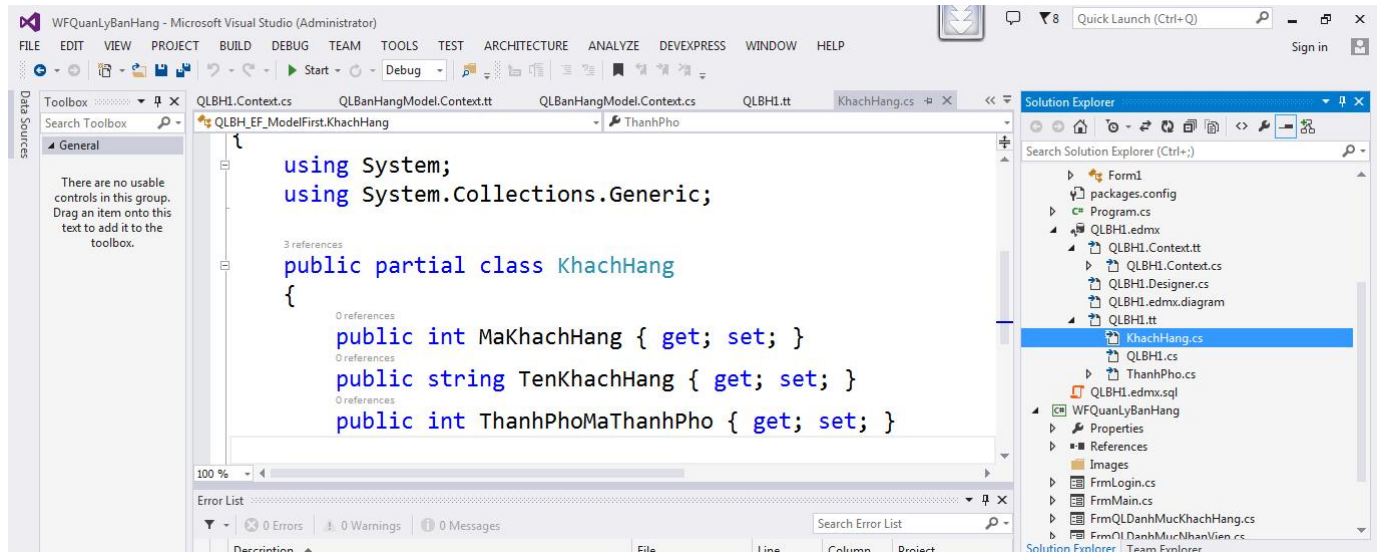 WFQuanLyBanHang - Microsoft Visual Studio (Administrator)
8
Quick Launch (Ctrl+Q)
FILE EDIT VIEW PROJECT BUILD DEBUG TEAM TOOLS TEST ARCHITECTURE ANALYZE DEVEXPRESS WINDOW HELP
Sign in
Start
Debug
Data Sources
Toolbox
Search Toolbox
General
There are no usable
controls in this group.
Drag an item onto this
text to add it to the
toolbox.
QLBH1.Context.cs QLBanHangModel.Context.tt QLBanHangModel.Context.cs QLBH1.tt KhachHang.cs
QLBH_EF_ModelFirst.KhachHang ThanhPho
{
using System;
using System.Collections.Generic;
3 references
public partial class KhachHang
{
0 references
public int MaKhachHang { get; set; }
0 references
public string TenKhachHang { get; set; }
0 references
public int ThanhPhoMaThanhPho { get; set; }
100 %
Error List
0 Errors 0 Warnings 0 Messages
Search Error List
Description File Line Column Project
Solution Explorer
Search Solution Explorer (Ctrl+;)
Form1
packages.config
C# Program.cs
QLBH1.edmx
QLBH1.Context.tt
QLBH1.Context.cs
QLBH1.Designer.cs
QLBH1.edmx.diagram
QLBH1.tt
KhachHang.cs
QLBH1.cs
ThanhPho.cs
QLBH1.edmx.sql
C# WFQuanLyBanHang
Properties
References
Images
FrmLogin.cs
FrmMain.cs
FrmQLDanhMucKhachHang.cs
FrmQLDanhMucNhanVien.cs
Solution Explorer Team Explorer